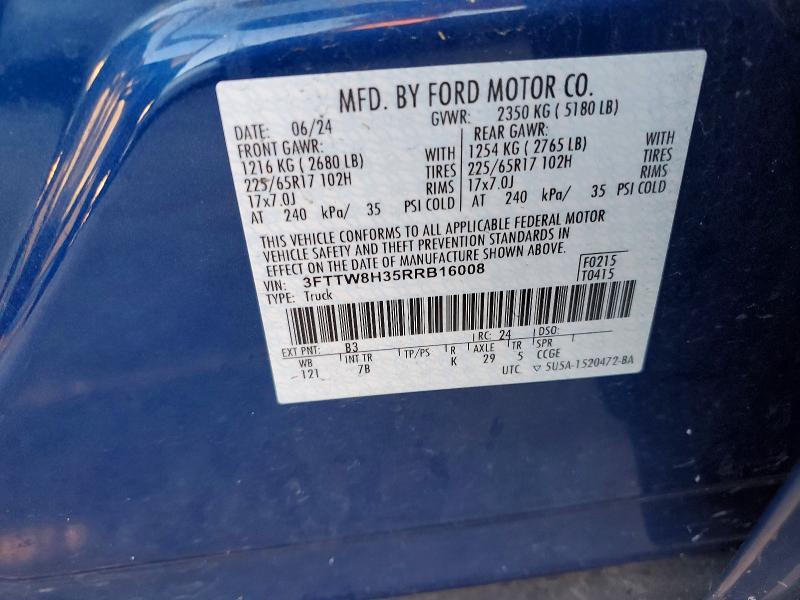 MFD. BY FORD MOTOR CO.
DATE: 06/24 GVWR: 2350 KG ( 5180 LB)
FRONT GAWR: REAR GAWR:
1216 KG ( 2680 LB) WITH 1254 KG ( 2765 LB) WITH
225/65R17 102H TIRES 225/65R17 102H TIRES
17x7.0J RIMS 17x7.0J RIMS
AT 240 kPa/ 35 PSI COLD AT 240 kPa/ 35 PSI COLD
THIS VEHICLE CONFORMS TO ALL APPLICABLE FEDERAL MOTOR
VEHICLE SAFETY AND THEFT PREVENTION STANDARDS IN
EFFECT ON THE DATE OF MANUFACTURE SHOWN ABOVE.
VIN: 3FTTW8H35RRB16008 F0215
TYPE: Truck T0415
EXT PNT: B3 RC: 24 DSO:
WB INT TR TP/PS R AXLE TR SPR
121 7B K 29 5 CCGE
UTC ▽ 5U5A-1520472-BA